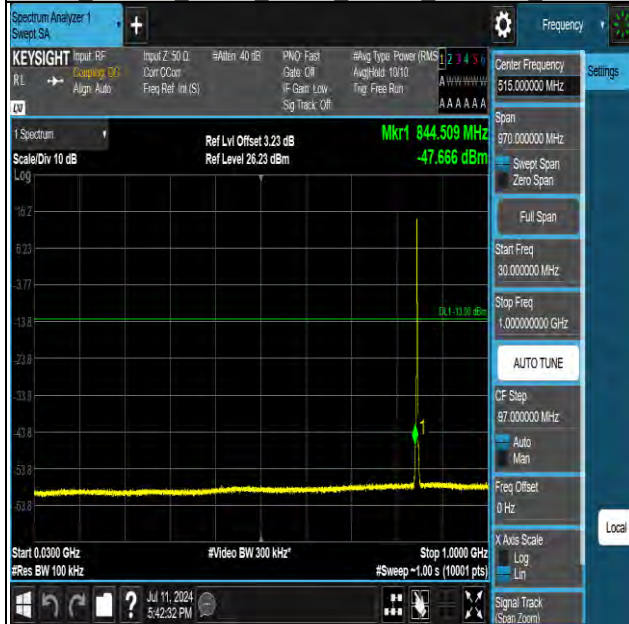 Spectrum Analyzer 1
Swept SA
+
Frequency
KEYSIGHT
RL
LXI
Input: RF
Coupling: DC
Align: Auto
Input Z: 50 Ω
Corr CCorr
Freq Ref: Int (S)
#Atten: 40 dB
PNO: Fast
Gate: Off
IF Gain: Low
Sig Track: Off
#Avg Type: Power (RMS
Avg|Hold: 10/10
Trig: Free Run
1 2 3 4 5 6
A W W W W W
A A A A A A
Center Frequency
515.000000 MHz
Settings
Span
970.000000 MHz
Swept Span
Zero Span
Full Span
Start Freq
30.000000 MHz
Stop Freq
1.000000000 GHz
AUTO TUNE
CF Step
97.000000 MHz
Auto
Man
Freq Offset
0 Hz
X Axis Scale
Log
Lin
Signal Track
(Span Zoom)
Local
1 Spectrum
Scale/Div 10 dB
Log
Ref Lvl Offset 3.23 dB
Ref Level 26.23 dBm
Mkr1 844.509 MHz
-47.666 dBm
16.2
6.23
-3.77
DL1 -13.00 dBm
-13.8
-23.8
-33.8
-43.8
1
-53.8
-63.8
Start 0.0300 GHz
#Video BW 300 kHz*
Stop 1.0000 GHz
#Res BW 100 kHz
#Sweep ~1.00 s (10001 pts)
?
Jul 11, 2024
5:42:32 PM